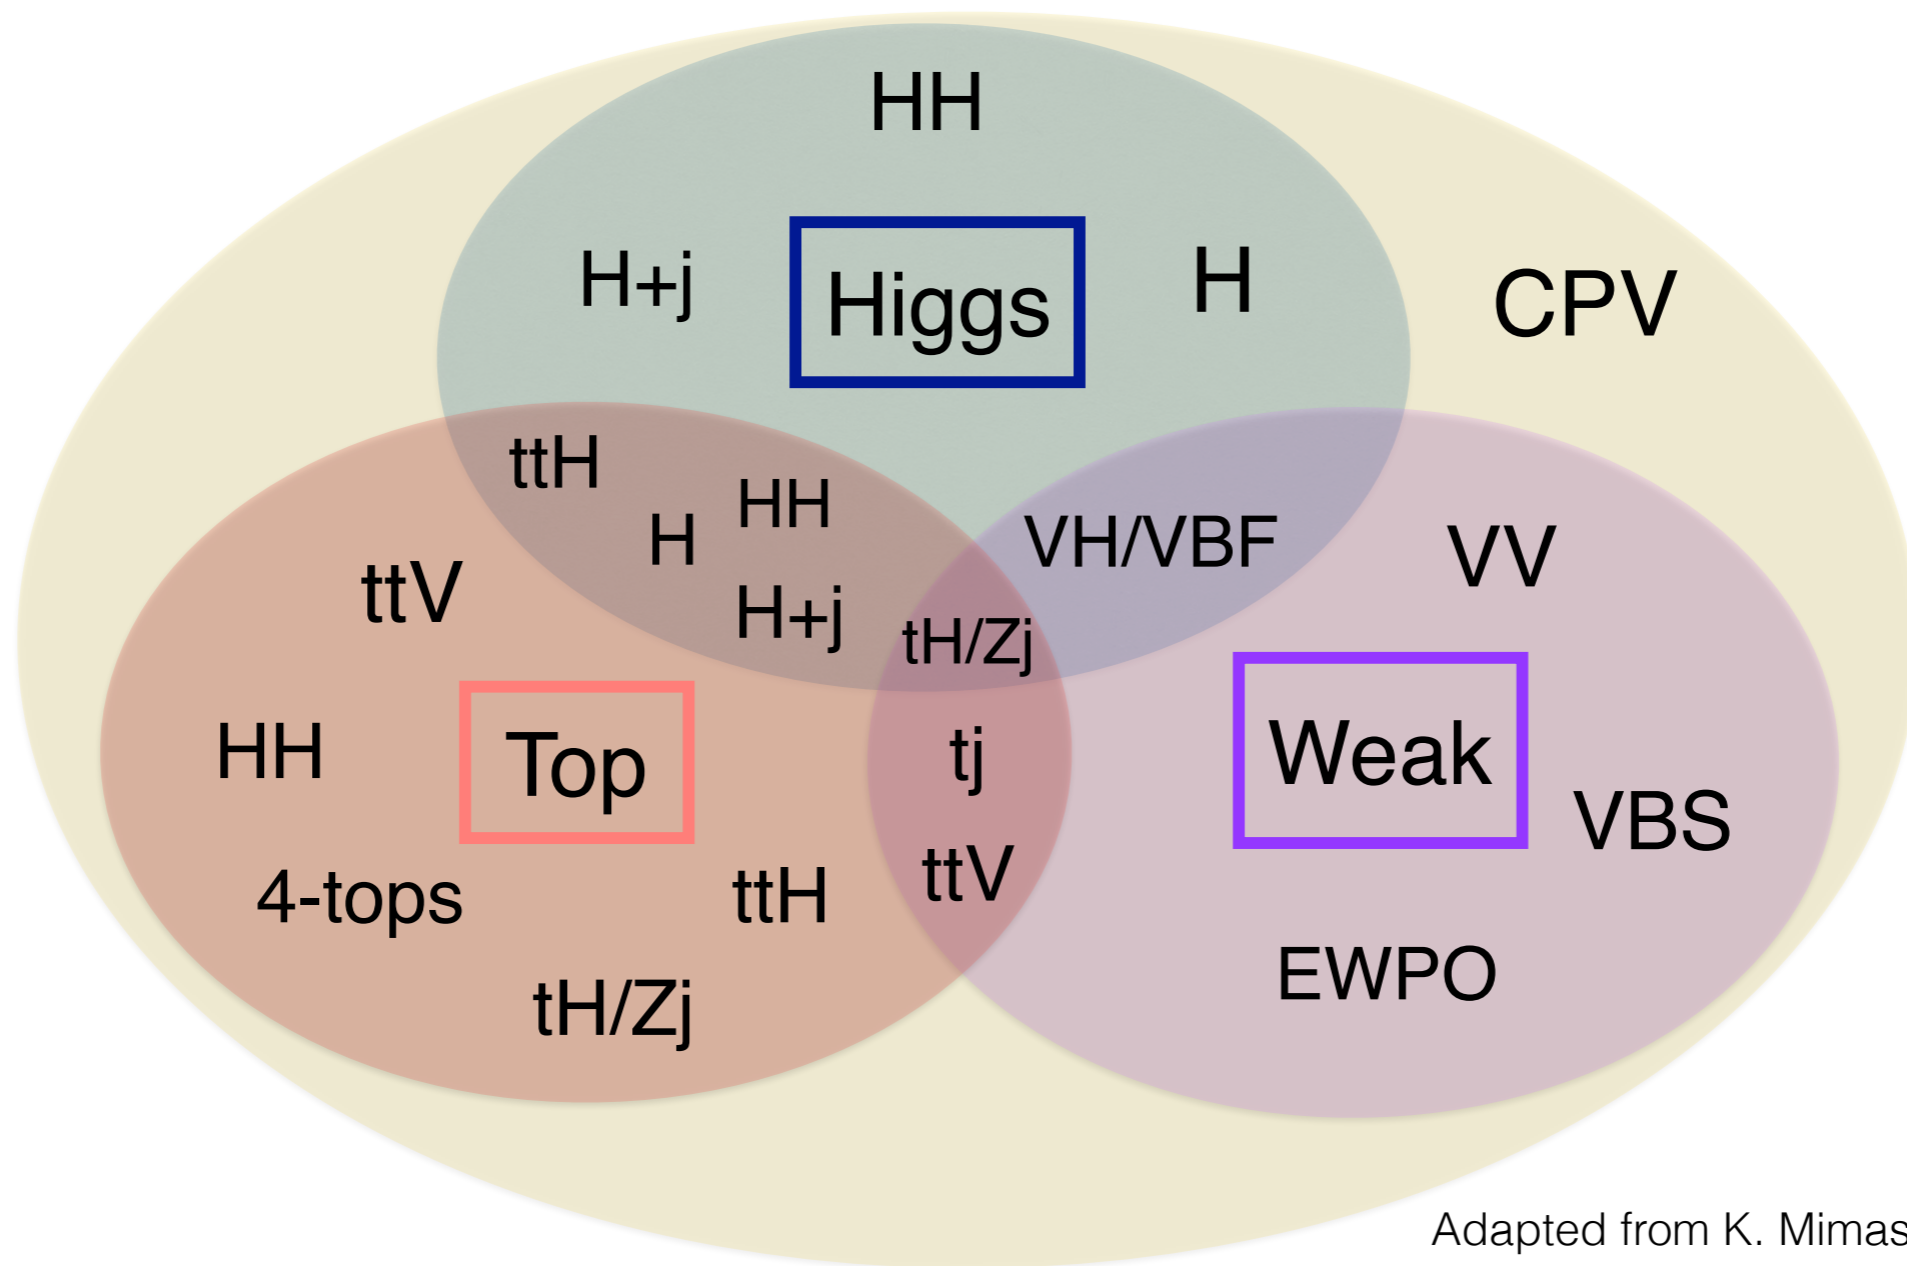 HH
H+j
Higgs
H
CPV
ttH
HH
H
VH/VBF
VV
ttV
H+j
tH/Zj
HH
Top
tj
Weak
VBS
4-tops
ttH
ttV
EWPO
tH/Zj
Adapted from K. Mimas